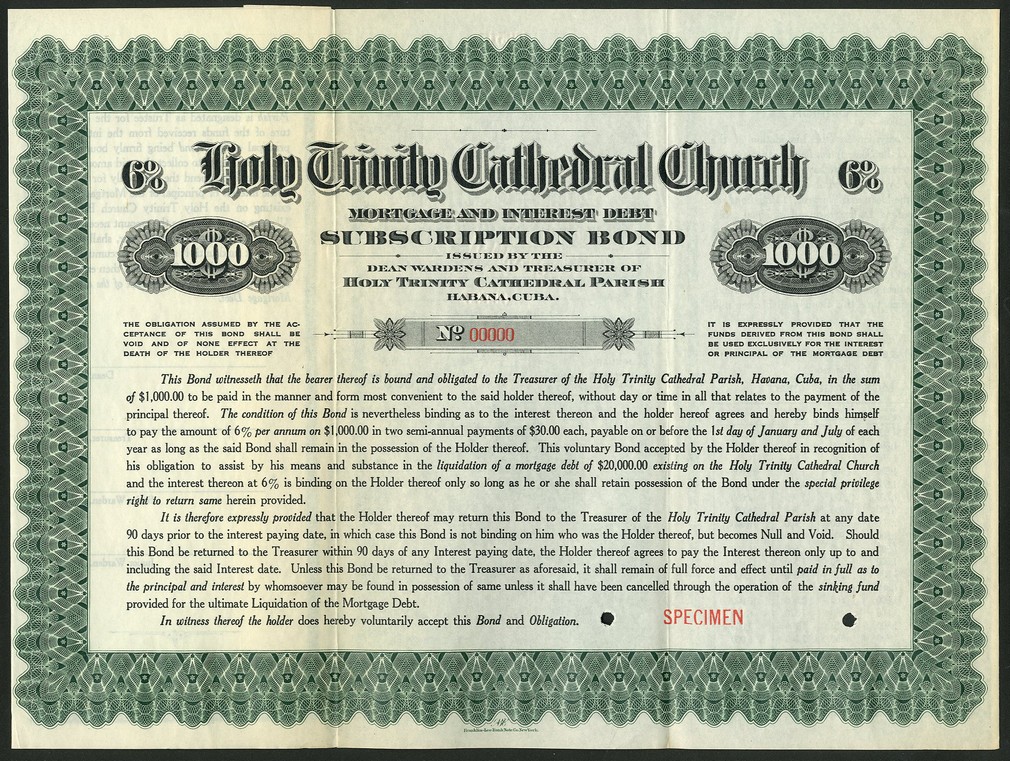 6% Holy Trinity Cathedral Church 6%
MORTGAGE AND INTEREST DEBT
SUBSCRIPTION BOND
ISSUED BY THE
DEAN WARDENS AND TREASURER OF
HOLY TRINITY CATHEDRAL PARISH
HABANA, CUBA.
$1000
$1000
THE OBLIGATION ASSUMED BY THE AC-
CEPTANCE OF THIS BOND SHALL BE
VOID AND OF NONE EFFECT AT THE
DEATH OF THE HOLDER THEREOF
No 00000
IT IS EXPRESSLY PROVIDED THAT THE
FUNDS DERIVED FROM THIS BOND SHALL
BE USED EXCLUSIVELY FOR THE INTEREST
OR PRINCIPAL OF THE MORTGAGE DEBT
This Bond witnesseth that the bearer thereof is bound and obligated to the Treasurer of the Holy Trinity Cathedral Parish, Havana, Cuba, in the sum
of $1,000.00 to be paid in the manner and form most convenient to the said holder thereof, without day or time in all that relates to the payment of the
principal thereof. The condition of this Bond is nevertheless binding as to the interest thereon and the holder hereof agrees and hereby binds himself
to pay the amount of 6% per annum on $1,000.00 in two semi-annual payments of $30.00 each, payable on or before the 1st day of January and July of each
year as long as the said Bond shall remain in the possession of the Holder thereof. This voluntary Bond accepted by the Holder thereof in recognition of
his obligation to assist by his means and substance in the liquidation of a mortgage debt of $20,000.00 existing on the Holy Trinity Cathedral Church
and the interest thereon at 6% is binding on the Holder thereof only so long as he or she shall retain possession of the Bond under the special privilege
right to return same herein provided.
It is therefore expressly provided that the Holder thereof may return this Bond to the Treasurer of the Holy Trinity Cathedral Parish at any date
90 days prior to the interest paying date, in which case this Bond is not binding on him who was the Holder thereof, but becomes Null and Void. Should
this Bond be returned to the Treasurer within 90 days of any Interest paying date, the Holder thereof agrees to pay the Interest thereon only up to and
including the said Interest date. Unless this Bond be returned to the Treasurer as aforesaid, it shall remain of full force and effect until paid in full as to
the principal and interest by whomsoever may be found in possession of same unless it shall have been cancelled through the operation of the sinking fund
provided for the ultimate Liquidation of the Mortgage Debt.
In witness thereof the holder does hereby voluntarily accept this Bond and Obligation.
SPECIMEN